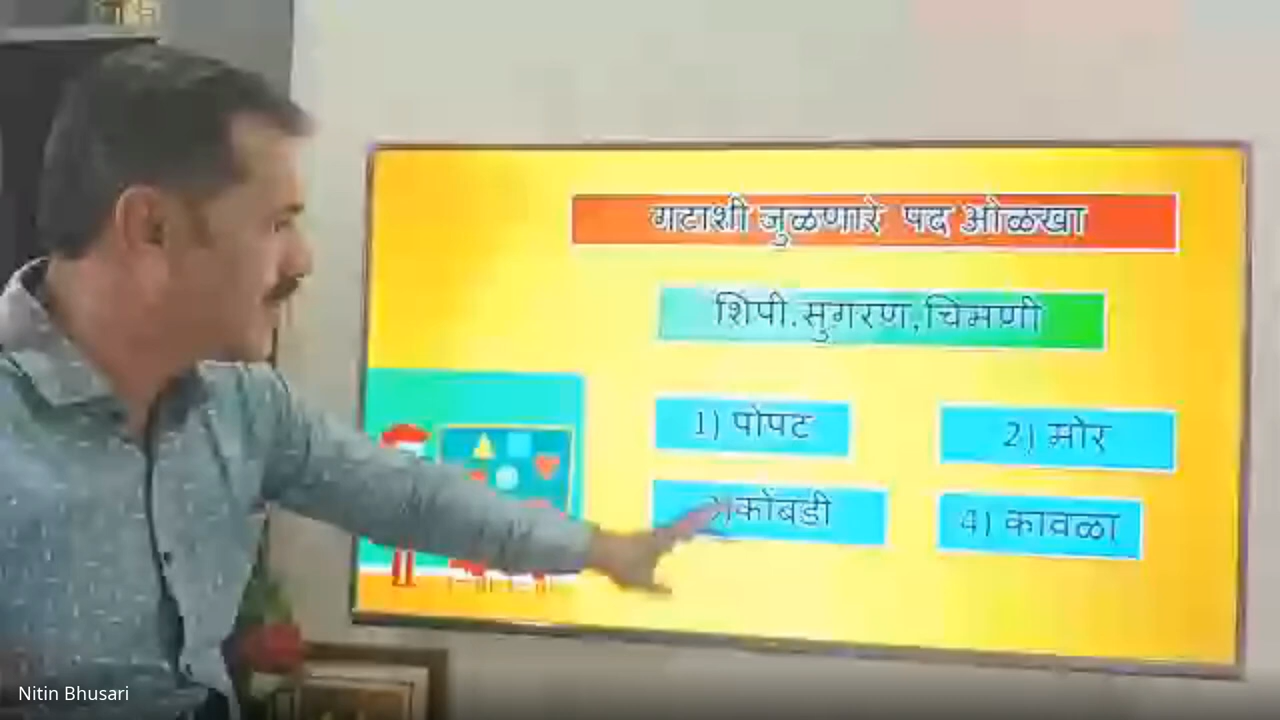 गटाशी जुळणारे पद ओळखा
शिंपी.सुगरण,चिमणी
1) पोपट
2) मोर
कोंबडी
4) कावळा
Nitin Bhusari